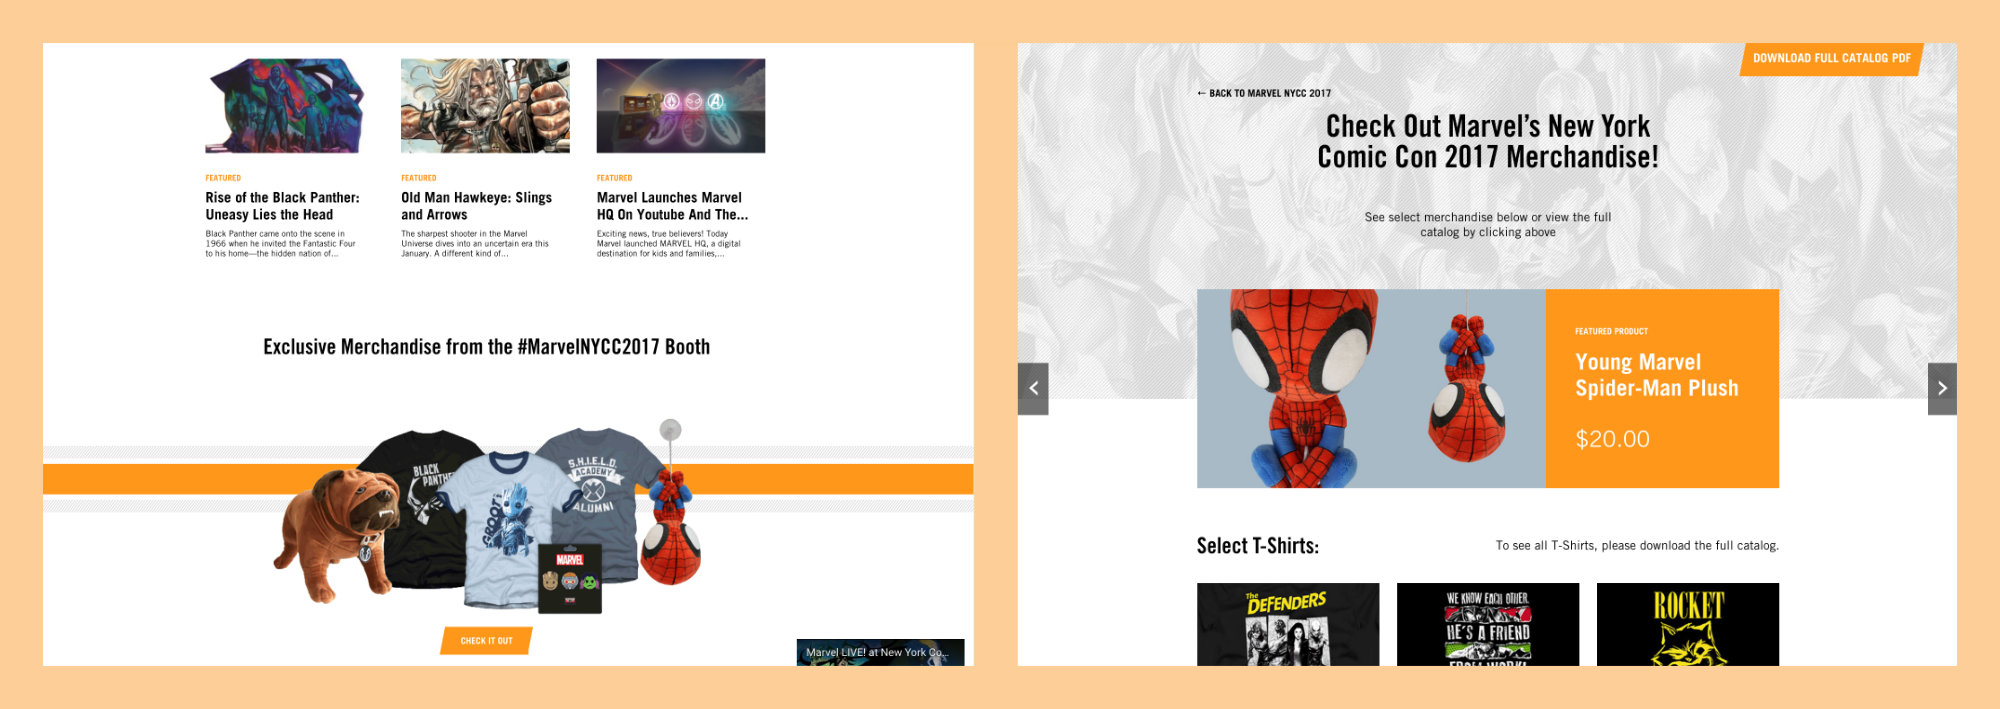 FEATURED
Rise of the Black Panther:
Uneasy Lies the Head
Black Panther came onto the scene in
1966 when he invited the Fantastic Four
to his home—the hidden nation of...
FEATURED
Old Man Hawkeye: Slings
and Arrows
The sharpest shooter in the Marvel
Universe dives into an uncertain era this
January. A different kind of...
FEATURED
Marvel Launches Marvel
HQ On Youtube And The...
Exciting news, true believers! Today
Marvel launched MARVEL HQ, a digital
destination for kids and families,...
Exclusive Merchandise from the #MarvelNYCC2017 Booth
BLACK
PANTHE
GROOT
S.H.I.E.L.D.
ACADEMY
ALUMNI
MARVEL
CHECK IT OUT
Marvel LIVE! at New York Co...
DOWNLOAD FULL CATALOG PDF
← BACK TO MARVEL NYCC 2017
Check Out Marvel's New York
Comic Con 2017 Merchandise!
See select merchandise below or view the full
catalog by clicking above
FEATURED PRODUCT
Young Marvel
Spider-Man Plush
$20.00
Select T-Shirts:
To see all T-Shirts, please download the full catalog.
The
DEFENDERS
WE KNOW EACH OTHER.
HE'S A FRIEND
FROM WORK!
ROCKET